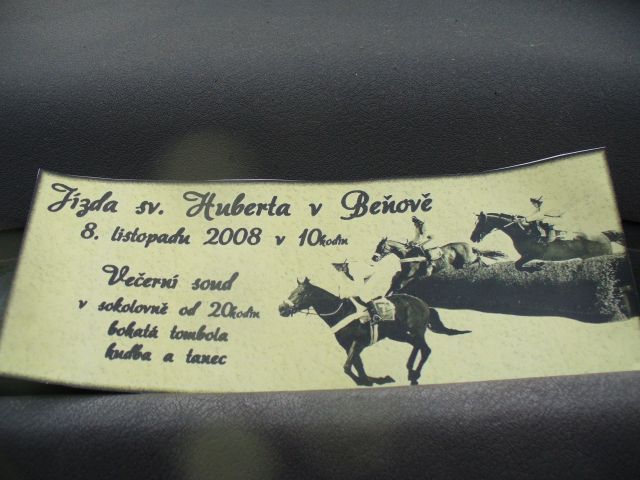 Jízda sv. Huberta v Beňově
8. listopadu 2008 v 10hodin
Večerní soud
v sokolovně od 20hodin
bohatá tombola
hudba a tanec